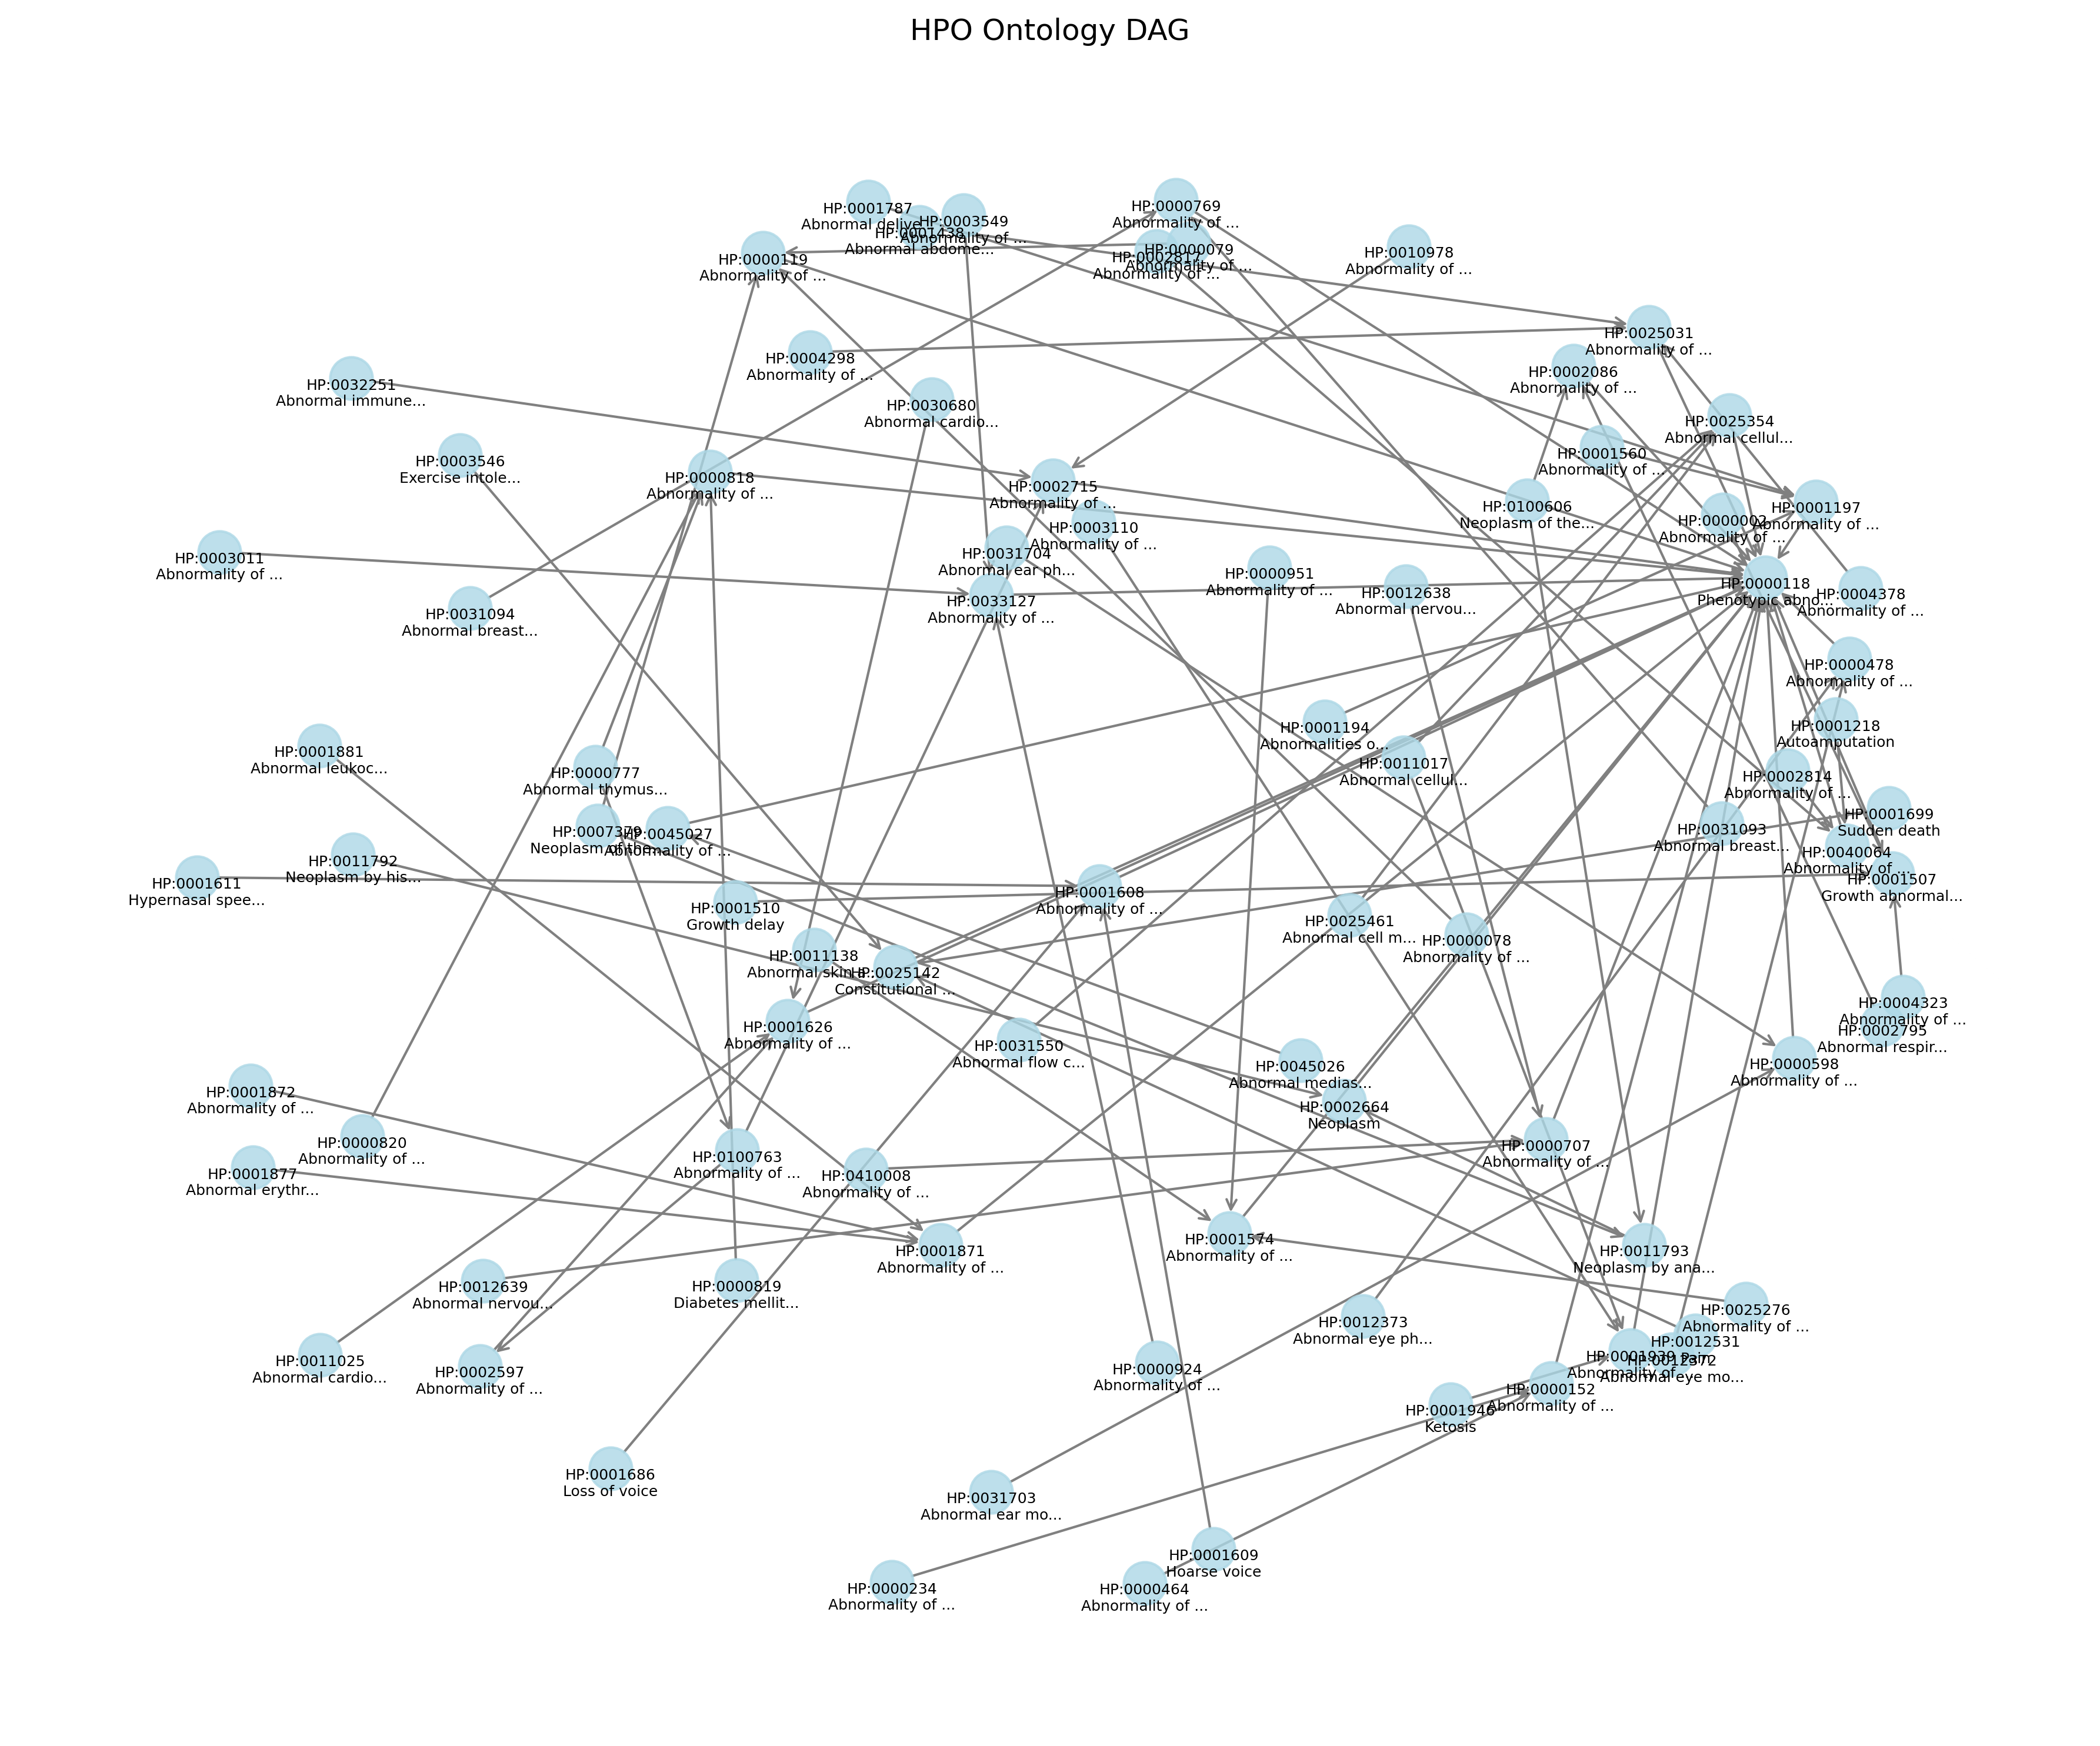 HPO Ontology DAG
HP:0000769
Abnormality of ...
HP:0001787
Abnormal delive...
HP:0003549
Abnormality of ...
HP:0001438
Abnormal abdome...
HP:0000079
Abnormality of ...
HP:0002817
Abnormality of ...
HP:0010978
Abnormality of ...
HP:0000119
Abnormality of ...
HP:0025031
Abnormality of ...
HP:0004298
Abnormality of ...
HP:0002086
Abnormality of ...
HP:0032251
Abnormal immune...
HP:0030680
Abnormal cardio...
HP:0025354
Abnormal cellul...
HP:0001560
Abnormality of ...
HP:0003546
Exercise intole...
HP:0000818
Abnormality of ...
HP:0002715
Abnormality of ...
HP:0100606
Neoplasm of the...
HP:0001197
Abnormality of ...
HP:0000002
Abnormality of ...
HP:0003110
Abnormality of ...
HP:0031704
Abnormal ear ph...
HP:0003011
Abnormality of ...
HP:0000951
Abnormality of ...
HP:0012638
Abnormal nervou...
HP:0000118
Phenotypic abno...
HP:0004378
Abnormality of ...
HP:0033127
Abnormality of ...
HP:0031094
Abnormal breast...
HP:0000478
Abnormality of ...
HP:0001194
Abnormalities o...
HP:0001218
Autoamputation
HP:0001881
Abnormal leukoc...
HP:0011017
Abnormal cellul...
HP:0000777
Abnormal thymus...
HP:0002814
Abnormality of ...
HP:0001699
Sudden death
HP:0007379
Neoplasm of the...
HP:0045027
Abnormality of ...
HP:0031093
Abnormal breast...
HP:0040064
Abnormality of ...
HP:0011792
Neoplasm by his...
HP:0001611
Hypernasal spee...
HP:0001608
Abnormality of ...
HP:0001507
Growth abnormal...
HP:0001510
Growth delay
HP:0025461
Abnormal cell m...
HP:0000078
Abnormality of ...
HP:0011138
Abnormal skin a...
HP:0025142
Constitutional ...
HP:0004323
Abnormality of ...
HP:0001626
Abnormality of ...
HP:0002795
Abnormal respir...
HP:0031550
Abnormal flow c...
HP:0045026
Abnormal medias...
HP:0000598
Abnormality of ...
HP:0001872
Abnormality of ...
HP:0002664
Neoplasm
HP:0000820
Abnormality of ...
HP:0000707
Abnormality of ...
HP:0100763
Abnormality of ...
HP:0001877
Abnormal erythr...
HP:0410008
Abnormality of ...
HP:0001574
Abnormality of ...
HP:0001871
Abnormality of ...
HP:0011793
Neoplasm by ana...
HP:0012639
Abnormal nervou...
HP:0000819
Diabetes mellit...
HP:0025276
Abnormality of ...
HP:0012373
Abnormal eye ph...
HP:0012531
Pain
HP:0001939
Abnormality of ...
HP:0012372
Abnormal eye mo...
HP:0011025
Abnormal cardio...
HP:0002597
Abnormality of ...
HP:0000924
Abnormality of ...
HP:0000152
Abnormality of ...
HP:0001946
Ketosis
HP:0001686
Loss of voice
HP:0031703
Abnormal ear mo...
HP:0001609
Hoarse voice
HP:0000234
Abnormality of ...
HP:0000464
Abnormality of ...